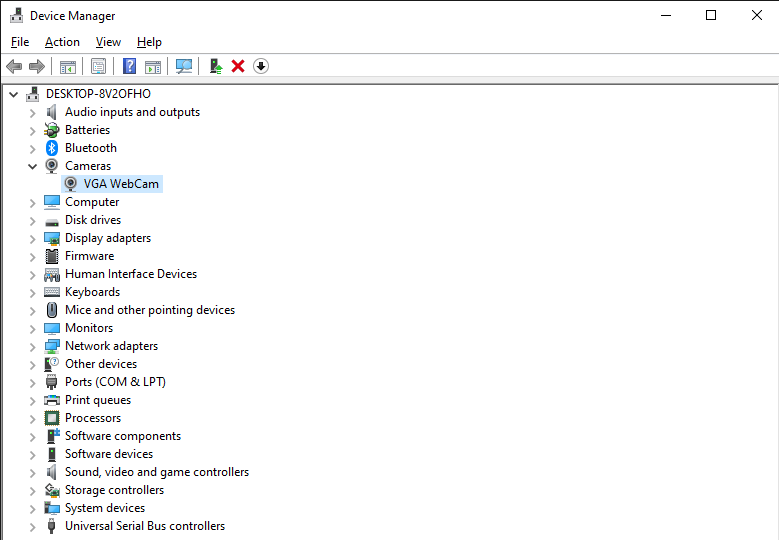 Device Manager
File Action View Help
DESKTOP-8V2OFHO
Audio inputs and outputs
Batteries
Bluetooth
Cameras
VGA WebCam
Computer
Disk drives
Display adapters
Firmware
Human Interface Devices
Keyboards
Mice and other pointing devices
Monitors
Network adapters
Other devices
Ports (COM & LPT)
Print queues
Processors
Software components
Software devices
Sound, video and game controllers
Storage controllers
System devices
Universal Serial Bus controllers